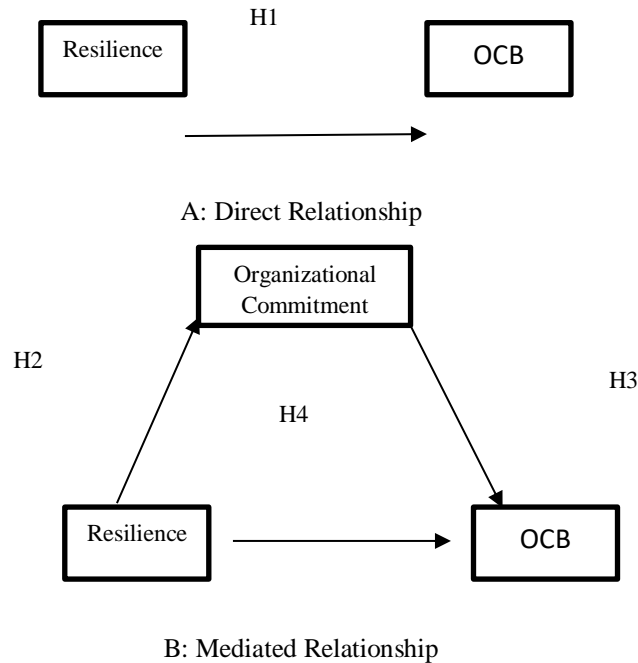 H1
Resilience
OCB
A: Direct Relationship
Organizational
Commitment
H2
H3
H4
Resilience
OCB
B: Mediated Relationship